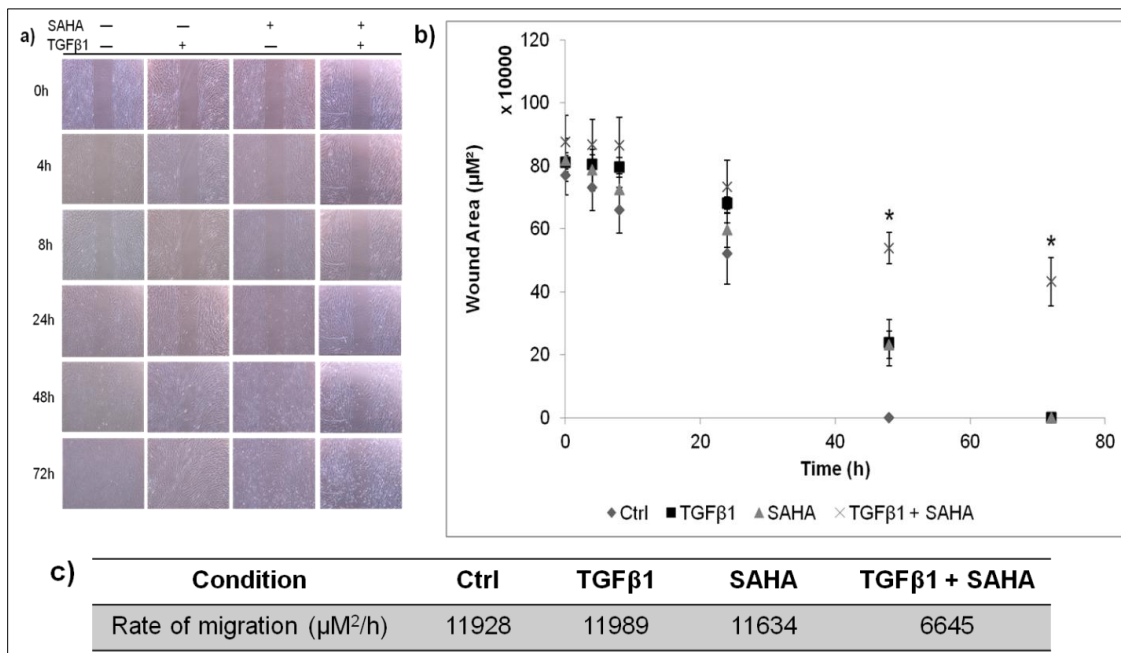 a)
SAHA — — + +
TGFβ1 — + — +
0h
4h
8h
24h
48h
72h
b)
120
100
80
60
40
20
0
x 10000
Wound Area (µM²)
*
*
0 20 40 60 80
Time (h)
Ctrl TGFβ1 SAHA TGFβ1 + SAHA
c)
Condition Ctrl TGFβ1 SAHA TGFβ1 + SAHA
Rate of migration (µM²/h) 11928 11989 11634 6645